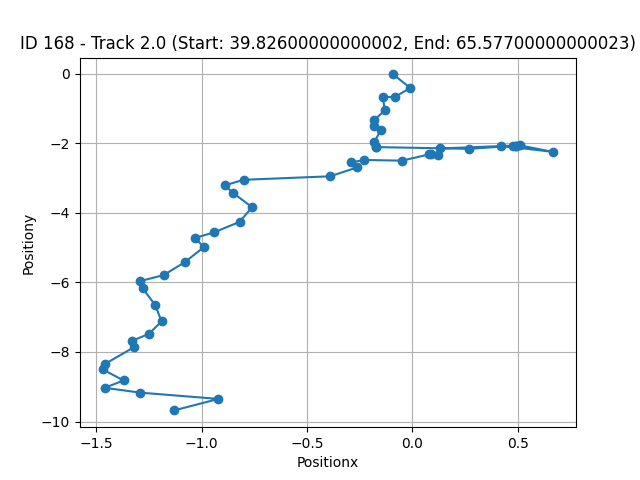 ID 168 - Track 2.0 (Start: 39.82600000000002, End: 65.57700000000023)
0
−2
−4
−6
−8
−10
Positiony
−1.5 −1.0 −0.5 0.0 0.5
Positionx